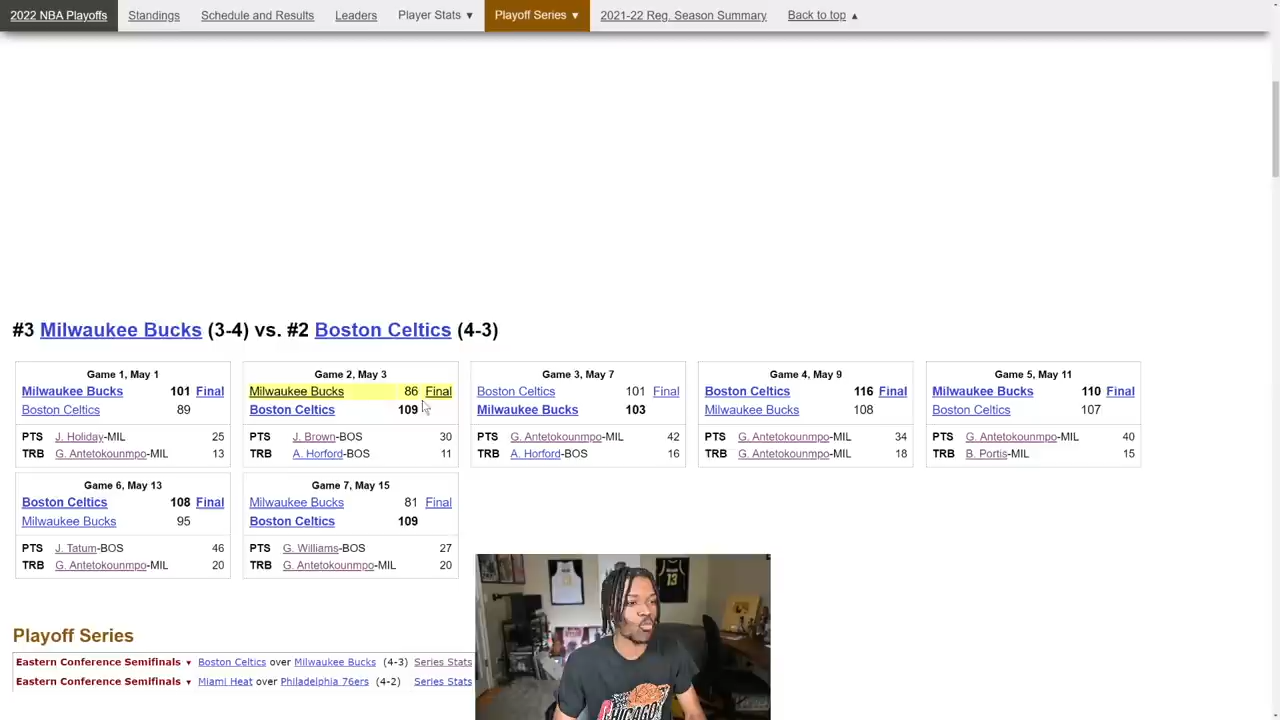 2022 NBA Playoffs Standings Schedule and Results Leaders Player Stats ▼ Playoff Series ▼ 2021-22 Reg. Season Summary Back to top ▲
#3 Milwaukee Bucks (3-4) vs. #2 Boston Celtics (4-3)
Game 1, May 1
Milwaukee Bucks 101 Final
Boston Celtics 89
PTS J. Holiday-MIL 25
TRB G. Antetokounmpo-MIL 13
Game 2, May 3
Milwaukee Bucks 86 Final
Boston Celtics 109
PTS J. Brown-BOS 30
TRB A. Horford-BOS 11
Game 3, May 7
Boston Celtics 101 Final
Milwaukee Bucks 103
PTS G. Antetokounmpo-MIL 42
TRB A. Horford-BOS 16
Game 4, May 9
Boston Celtics 116 Final
Milwaukee Bucks 108
PTS G. Antetokounmpo-MIL 34
TRB G. Antetokounmpo-MIL 18
Game 5, May 11
Milwaukee Bucks 110 Final
Boston Celtics 107
PTS G. Antetokounmpo-MIL 40
TRB B. Portis-MIL 15
Game 6, May 13
Boston Celtics 108 Final
Milwaukee Bucks 95
PTS J. Tatum-BOS 46
TRB G. Antetokounmpo-MIL 20
Game 7, May 15
Milwaukee Bucks 81 Final
Boston Celtics 109
PTS G. Williams-BOS 27
TRB G. Antetokounmpo-MIL 20
Playoff Series
Eastern Conference Semifinals ▼ Boston Celtics over Milwaukee Bucks (4-3) Series Stats
Eastern Conference Semifinals ▼ Miami Heat over Philadelphia 76ers (4-2) Series Stats
13
CHICAGO